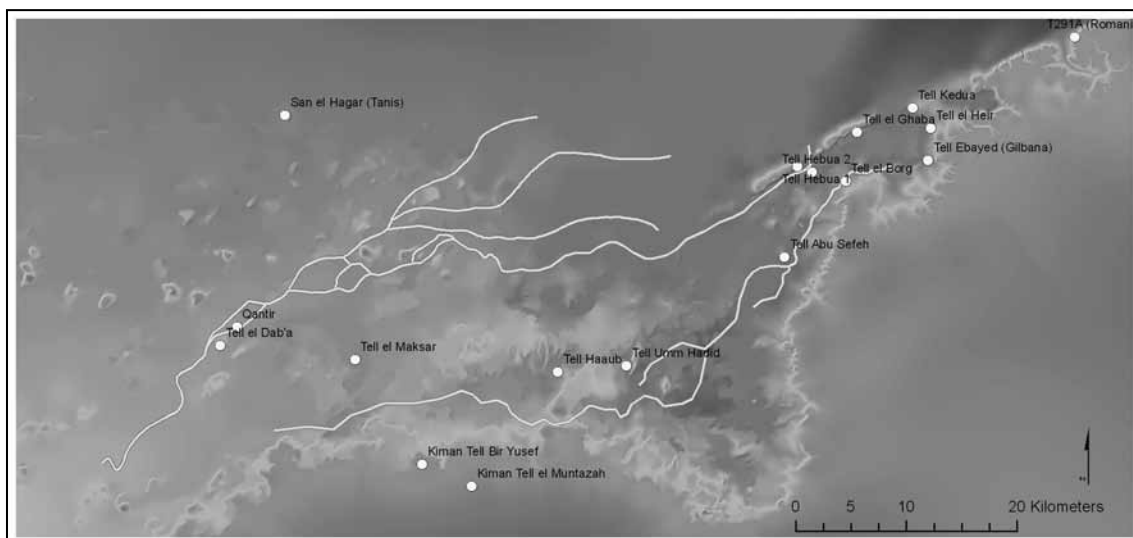 T291A (Romani
San el Hagar (Tanis)
Tell Kedua
Tell el Heir
Tell el Ghaba
Tell Ebayed (Gilbana)
Tell Hebua 2
Tell el Borg
Tell Hebua 1
Tell Abu Sefeh
Qantir
Tell el Dab'a
Tell el Maksar
Tell Haaub
Tell Umm Hadid
Kiman Tell Bir Yusef
Kiman Tell el Muntazah
0 5 10 20 Kilometers